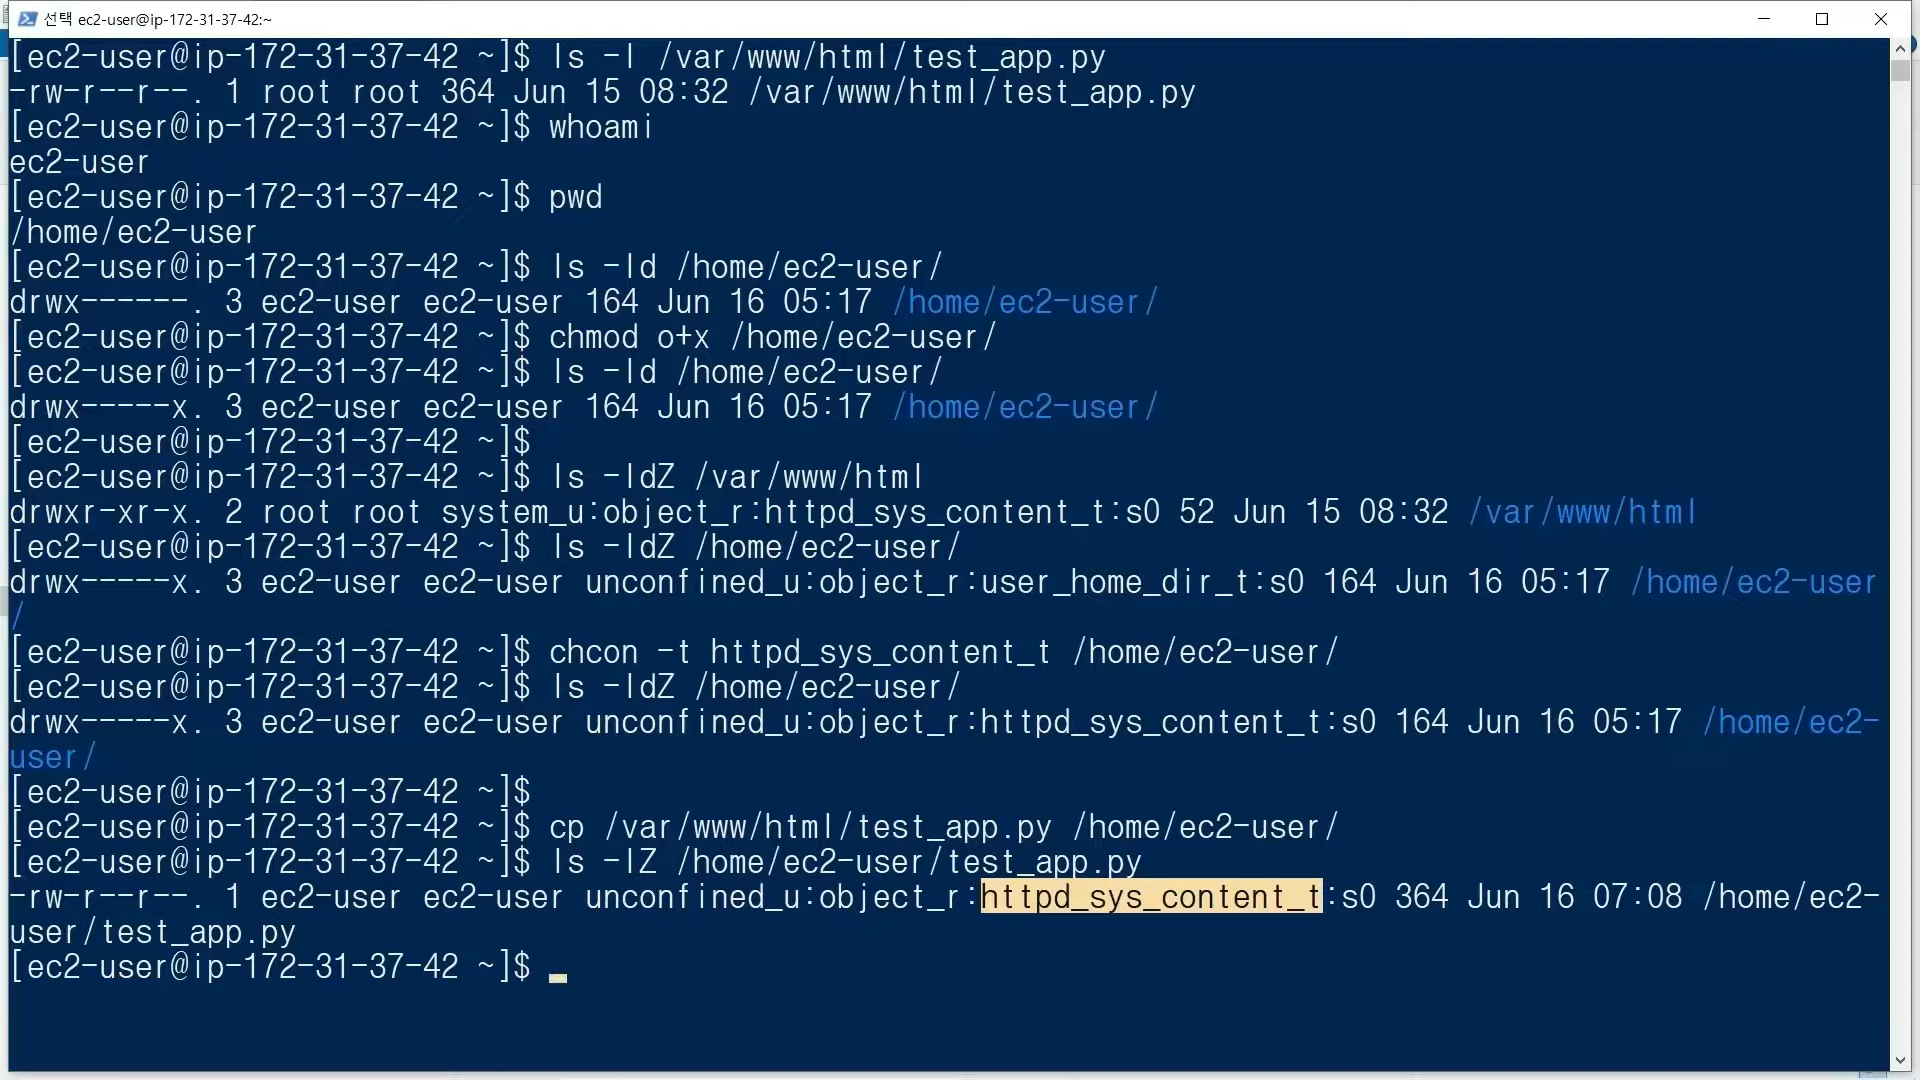 선택 ec2-user@ip-172-31-37-42:~
[ec2-user@ip-172-31-37-42 ~]$ ls -l /var/www/html/test_app.py
-rw-r--r--. 1 root root 364 Jun 15 08:32 /var/www/html/test_app.py
[ec2-user@ip-172-31-37-42 ~]$ whoami
ec2-user
[ec2-user@ip-172-31-37-42 ~]$ pwd
/home/ec2-user
[ec2-user@ip-172-31-37-42 ~]$ ls -ld /home/ec2-user/
drwx------. 3 ec2-user ec2-user 164 Jun 16 05:17 /home/ec2-user/
[ec2-user@ip-172-31-37-42 ~]$ chmod o+x /home/ec2-user/
[ec2-user@ip-172-31-37-42 ~]$ ls -ld /home/ec2-user/
drwx-----x. 3 ec2-user ec2-user 164 Jun 16 05:17 /home/ec2-user/
[ec2-user@ip-172-31-37-42 ~]$
[ec2-user@ip-172-31-37-42 ~]$ ls -ldZ /var/www/html
drwxr-xr-x. 2 root root system_u:object_r:httpd_sys_content_t:s0 52 Jun 15 08:32 /var/www/html
[ec2-user@ip-172-31-37-42 ~]$ ls -ldZ /home/ec2-user/
drwx-----x. 3 ec2-user ec2-user unconfined_u:object_r:user_home_dir_t:s0 164 Jun 16 05:17 /home/ec2-user
/
[ec2-user@ip-172-31-37-42 ~]$ chcon -t httpd_sys_content_t /home/ec2-user/
[ec2-user@ip-172-31-37-42 ~]$ ls -ldZ /home/ec2-user/
drwx-----x. 3 ec2-user ec2-user unconfined_u:object_r:httpd_sys_content_t:s0 164 Jun 16 05:17 /home/ec2-
user/
[ec2-user@ip-172-31-37-42 ~]$
[ec2-user@ip-172-31-37-42 ~]$ cp /var/www/html/test_app.py /home/ec2-user/
[ec2-user@ip-172-31-37-42 ~]$ ls -lZ /home/ec2-user/test_app.py
-rw-r--r--. 1 ec2-user ec2-user unconfined_u:object_r:httpd_sys_content_t:s0 364 Jun 16 07:08 /home/ec2-
user/test_app.py
[ec2-user@ip-172-31-37-42 ~]$